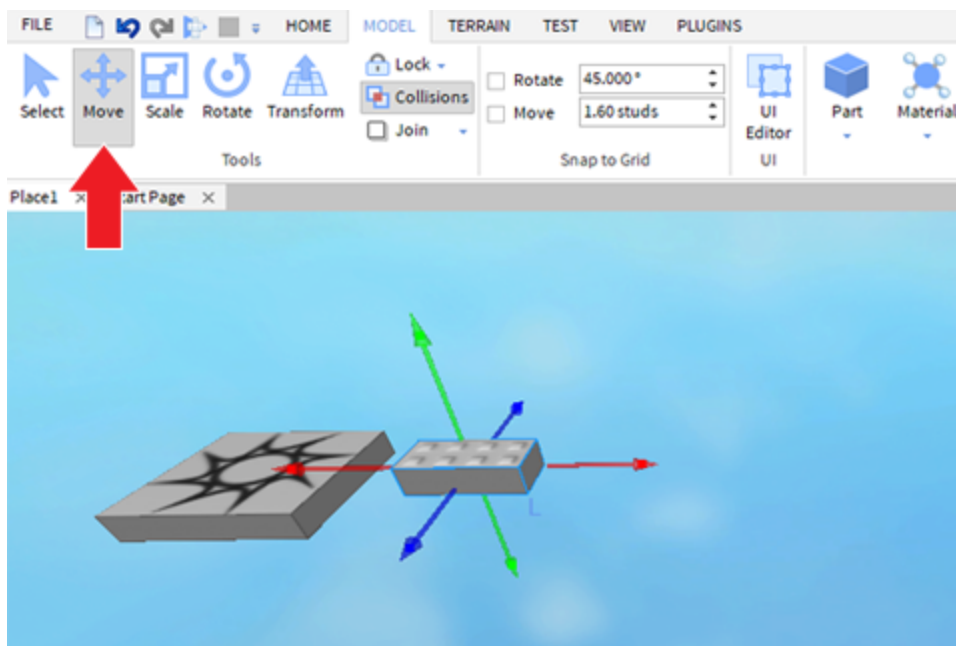 FILE HOME MODEL TERRAIN TEST VIEW PLUGINS
Select Move Scale Rotate Transform
Lock
Collisions
Join
Tools
Rotate 45.000°
Move 1.60 studs
Snap to Grid
UI
Editor
UI
Part
Material
Place1 × tart Page ×
L